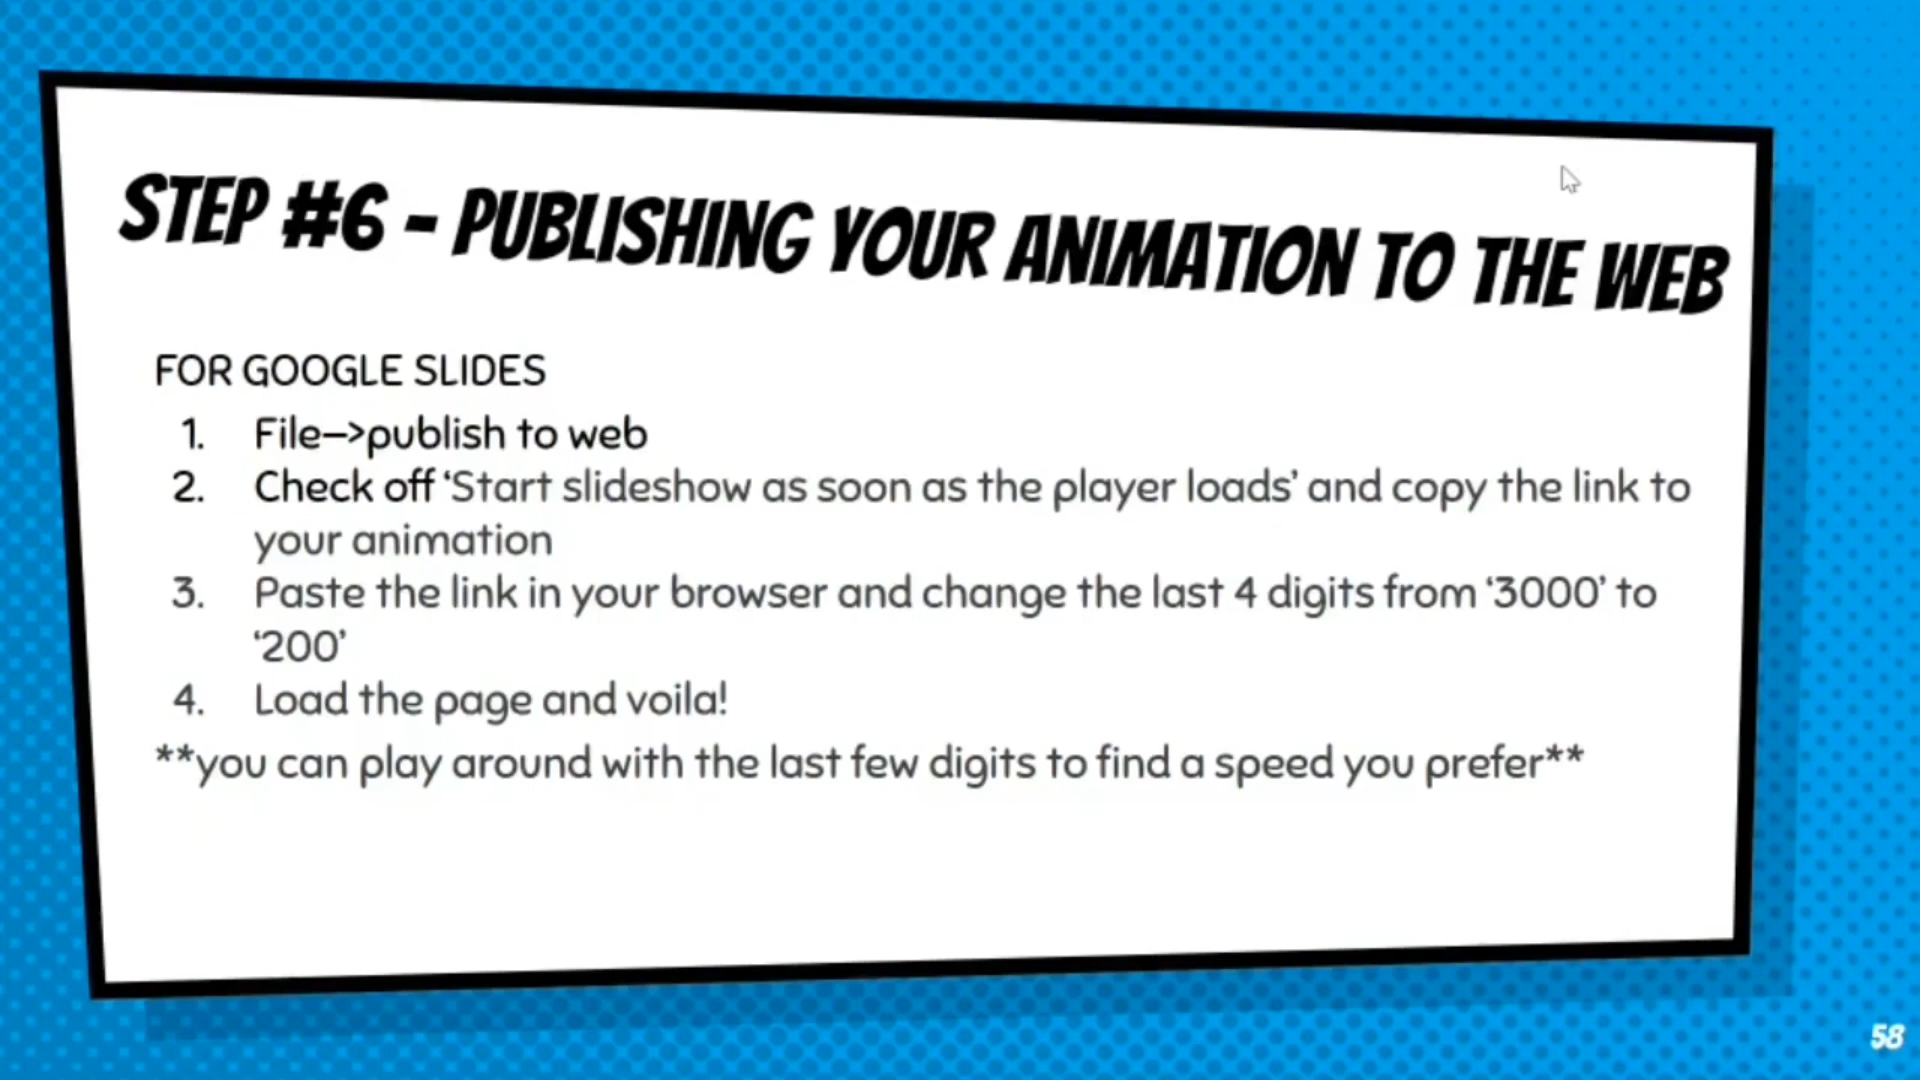 STEP #6 - PUBLISHING YOUR ANIMATION TO THE WEB
FOR GOOGLE SLIDES
1. File–>publish to web
2. Check off ‘Start slideshow as soon as the player loads’ and copy the link to
your animation
3. Paste the link in your browser and change the last 4 digits from ‘3000’ to
‘200’
4. Load the page and voila!
**you can play around with the last few digits to find a speed you prefer**
58